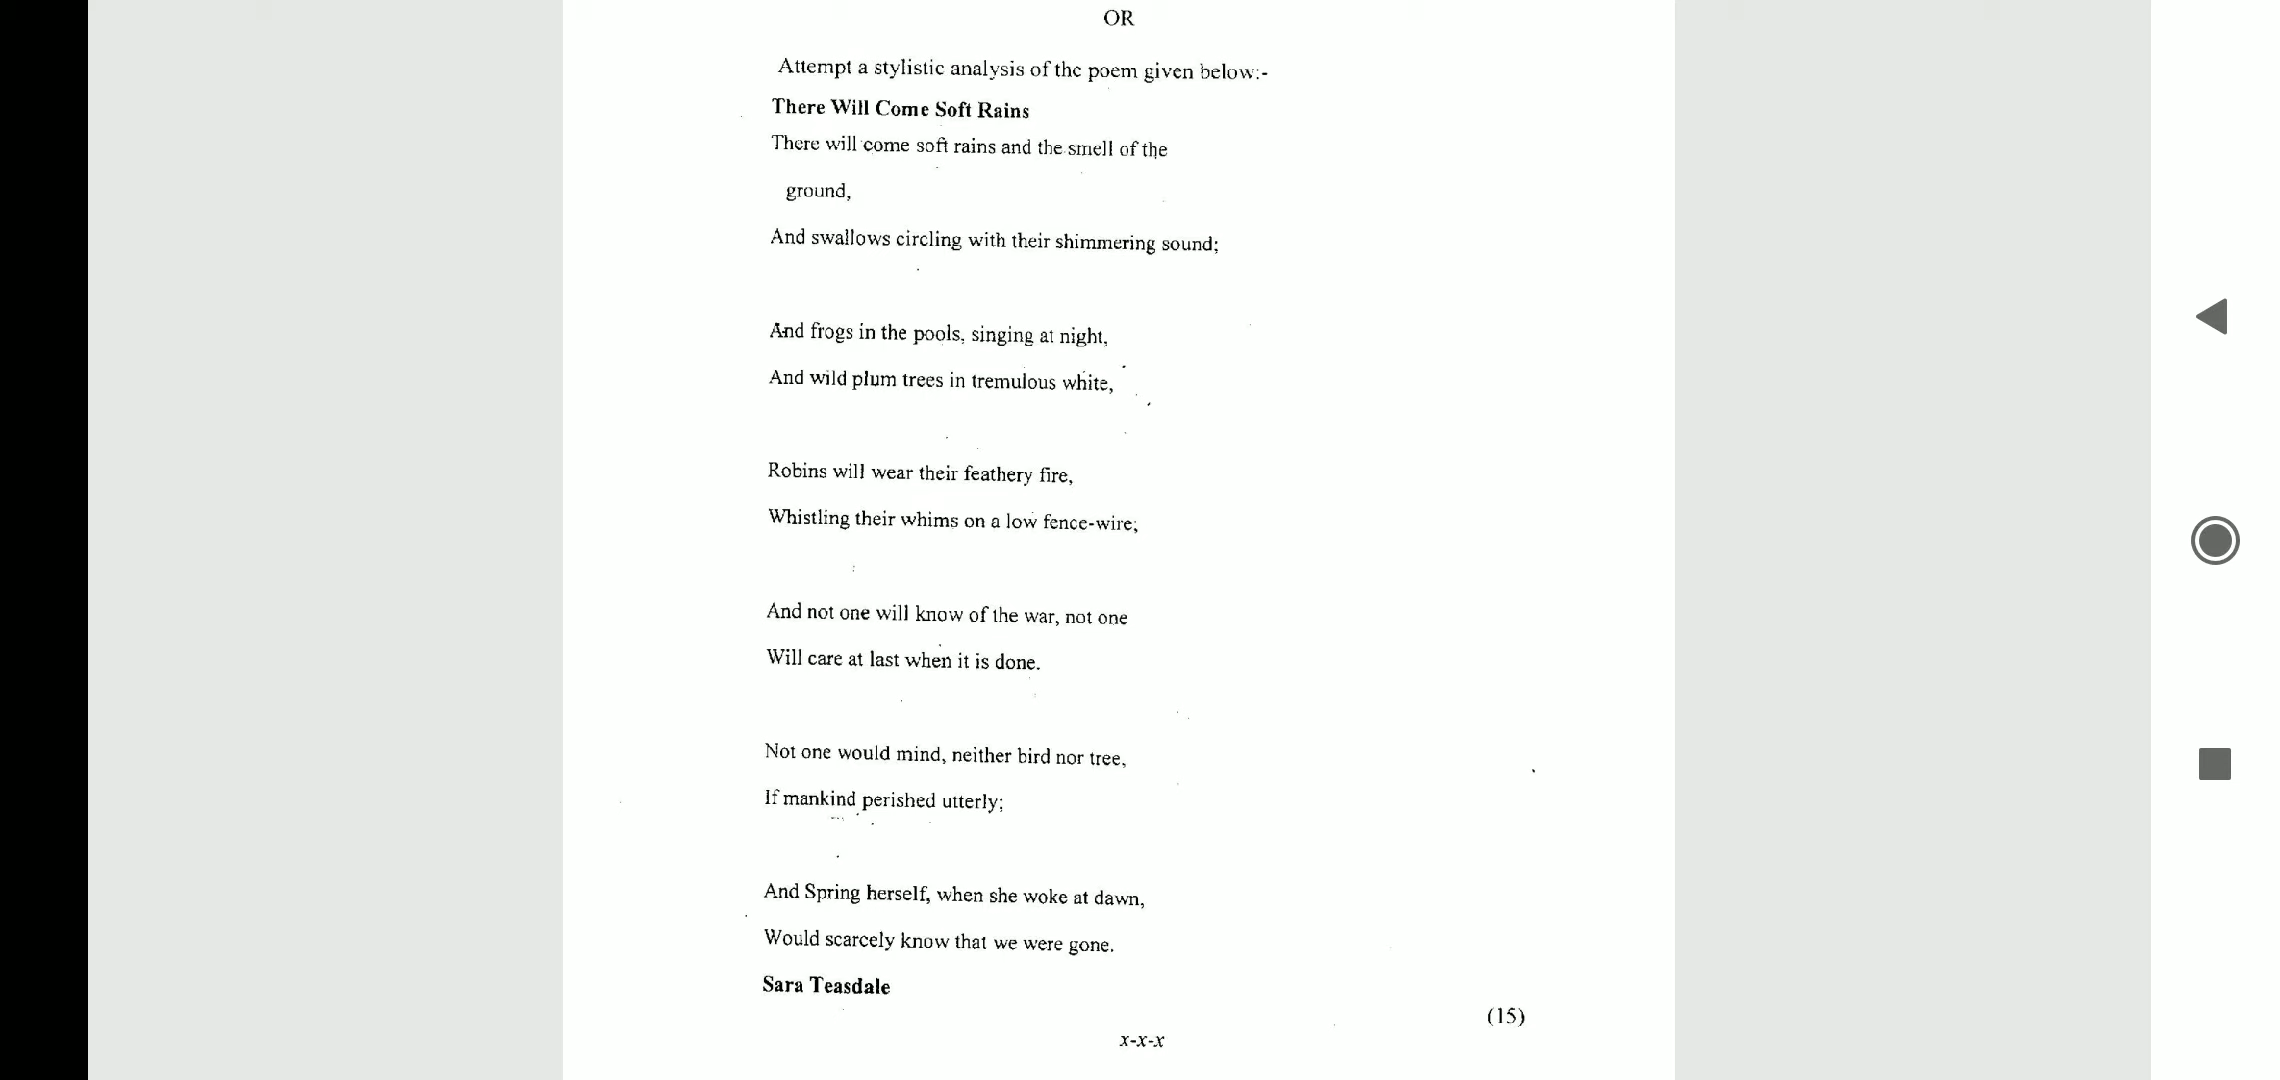 OR
Attempt a stylistic analysis of the poem given below:-
There Will Come Soft Rains
There will come soft rains and the smell of the
ground,
And swallows circling with their shimmering sound;
And frogs in the pools, singing at night,
And wild plum trees in tremulous white,
Robins will wear their feathery fire,
Whistling their whims on a low fence-wire;
And not one will know of the war, not one
Will care at last when it is done.
Not one would mind, neither bird nor tree,
If mankind perished utterly;
And Spring herself, when she woke at dawn,
Would scarcely know that we were gone.
Sara Teasdale
(15)
x-x-x